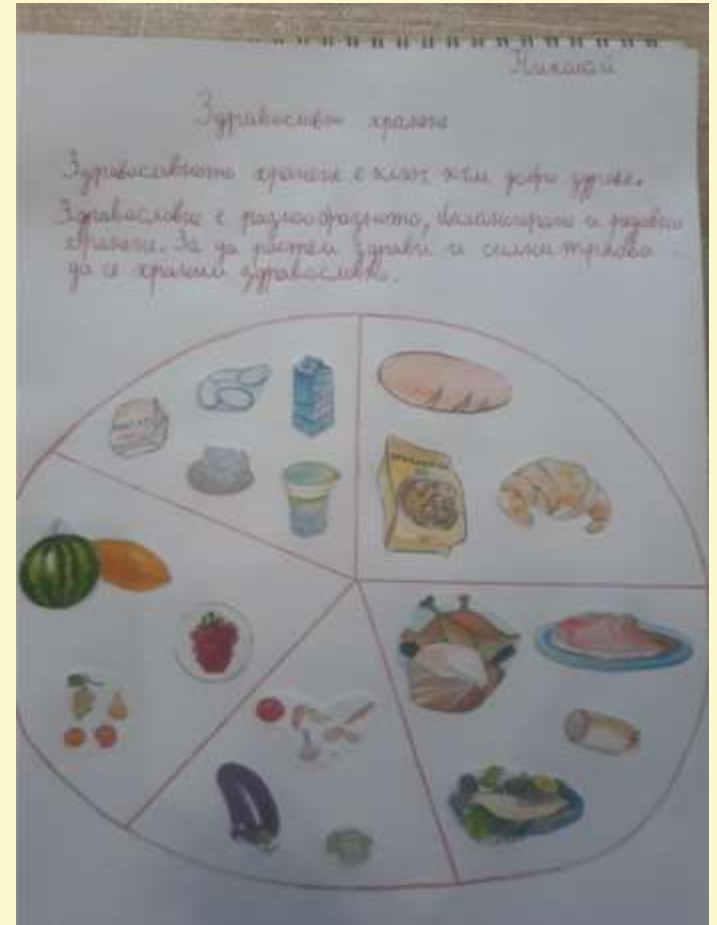 Николай
Здравословно хранене
Здравословното хранене е ключ към добро здраве.
Здравословно е разнообразното, балансирано и редовно
хранене. За да растем здрави и силни трябва
да се храним здравословно.